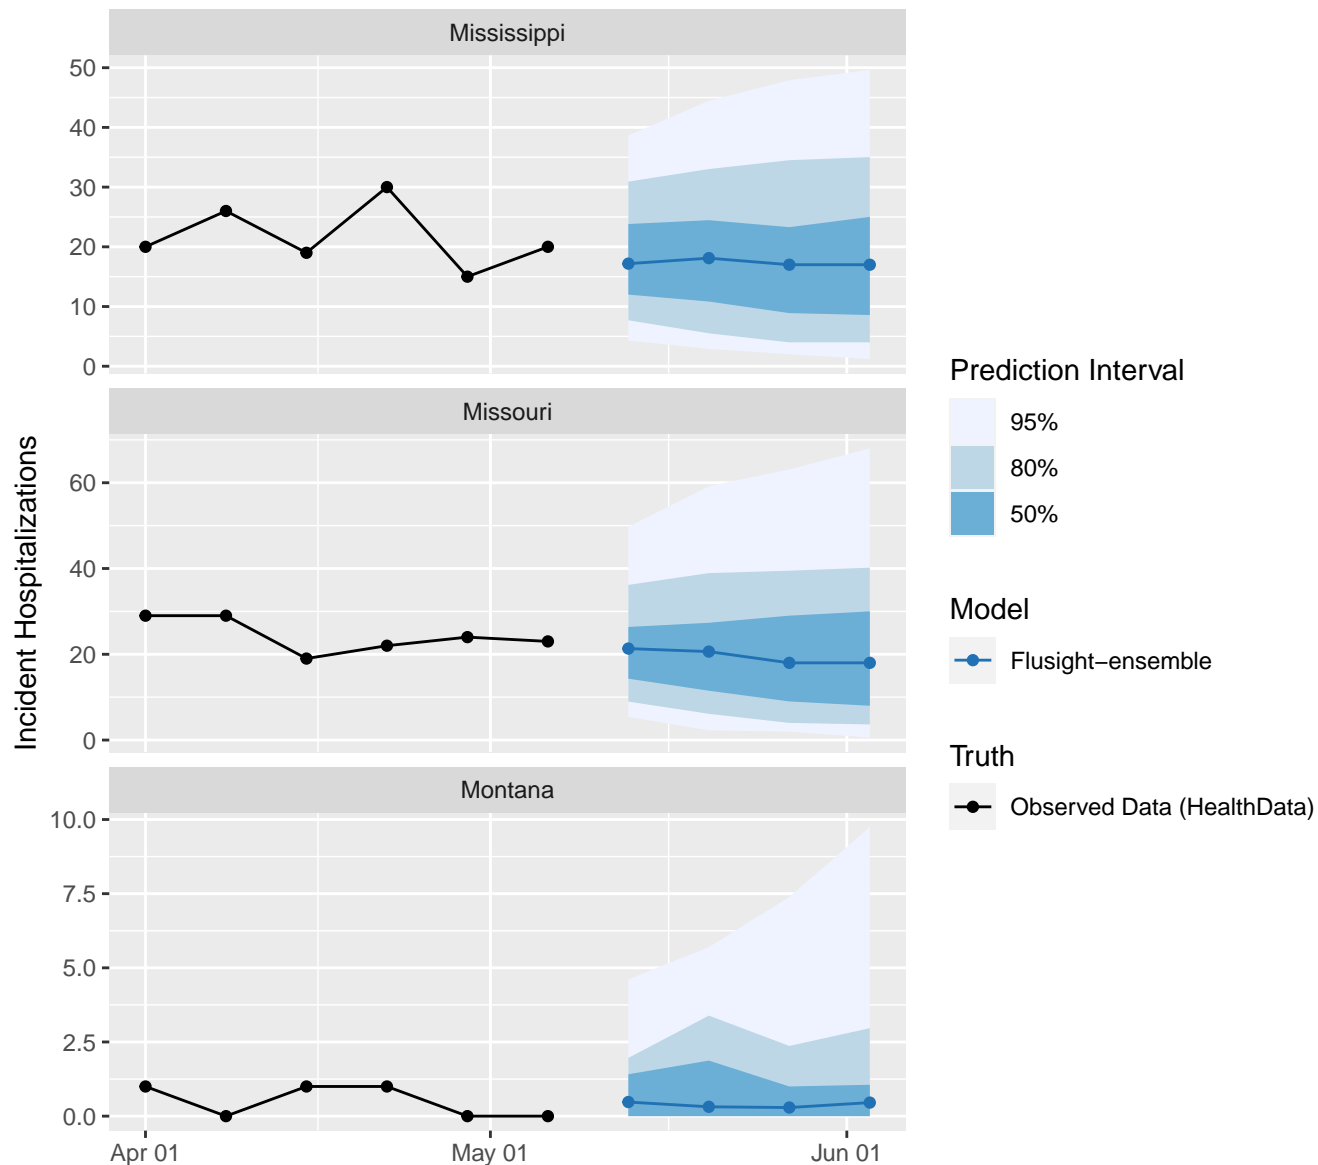 Mississippi
50
40
30
20
10
0
Missouri
60
40
20
0
Montana
10.0
7.5
5.0
2.5
0.0
Apr 01
May 01
Jun 01
Incident Hospitalizations
Prediction Interval
95%
80%
50%
Model
Flusight−ensemble
Truth
Observed Data (HealthData)